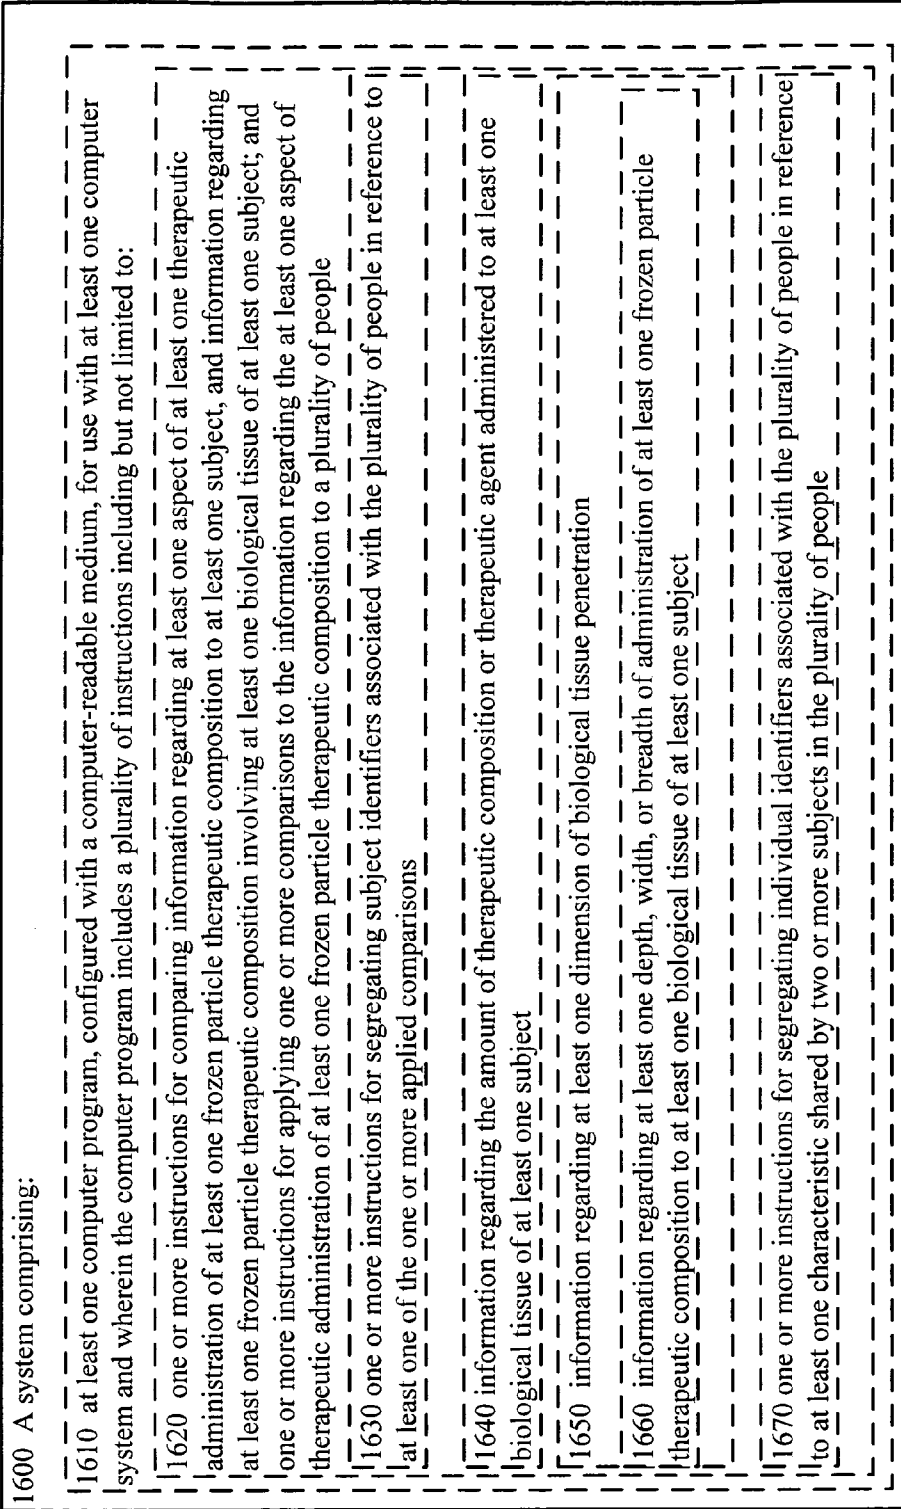 1600 A system comprising:
1610 at least one computer program, configured with a computer-readable medium, for use with at least one computer
system and wherein the computer program includes a plurality of instructions including but not limited to:
1620 one or more instructions for comparing information regarding at least one aspect of at least one therapeutic
administration of at least one frozen particle therapeutic composition to at least one subject, and information regarding
at least one frozen particle therapeutic composition involving at least one biological tissue of at least one subject; and
one or more instructions for applying one or more comparisons to the information regarding the at least one aspect of
therapeutic administration of at least one frozen particle therapeutic composition to a plurality of people
1630 one or more instructions for segregating subject identifiers associated with the plurality of people in reference to
at least one of the one or more applied comparisons
1640 information regarding the amount of therapeutic composition or therapeutic agent administered to at least one
biological tissue of at least one subject
1650 information regarding at least one dimension of biological tissue penetration
1660 information regarding at least one depth, width, or breadth of administration of at least one frozen particle
therapeutic composition to at least one biological tissue of at least one subject
1670 one or more instructions for segregating individual identifiers associated with the plurality of people in reference
to at least one characteristic shared by two or more subjects in the plurality of people